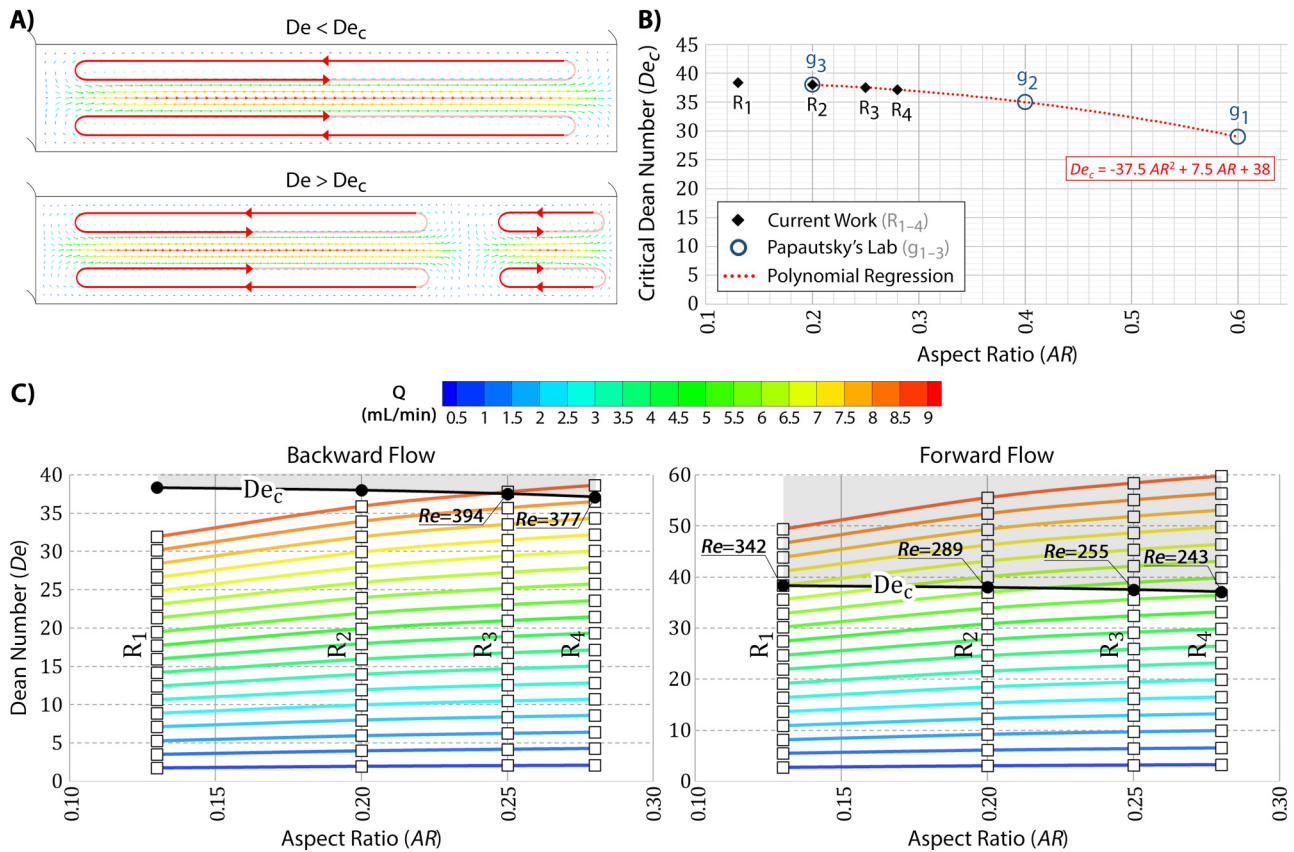 A)
De < Dec
De > Dec
B)
Critical Dean Number (Dec)
45
40
35
30
25
20
15
10
5
0
g3
g2
g1
R1
R2
R3
R4
Dec = -37.5 AR² + 7.5 AR + 38
Current Work (R1–4)
Papautsky's Lab (g1–3)
Polynomial Regression
0.1
0.2
0.3
0.4
0.5
0.6
Aspect Ratio (AR)
C)
Q
(mL/min)
0.5 1 1.5 2 2.5 3 3.5 4 4.5 5 5.5 6 6.5 7 7.5 8 8.5 9
Backward Flow
Dean Number (De)
40
35
30
25
20
15
10
5
0
Dec
Re=394
Re=377
R1
R2
R3
R4
0.10
0.15
0.20
0.25
0.30
Aspect Ratio (AR)
Forward Flow
60
50
40
30
20
10
0
Re=342
Re=289
Re=255
Re=243
Dec
R1
R2
R3
R4
0.10
0.15
0.20
0.25
0.30
Aspect Ratio (AR)